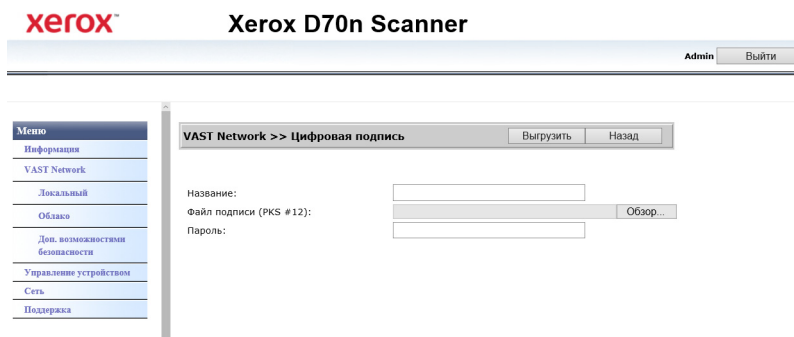 xerox™
Xerox D70n Scanner
Admin Выйти
Меню
Информация
VAST Network
Локальный
Облако
Доп. возможностями
безопасности
Управление устройством
Сеть
Поддержка
VAST Network >> Цифровая подпись Выгрузить Назад
Название:
Файл подписи (PKS #12): Обзор...
Пароль: